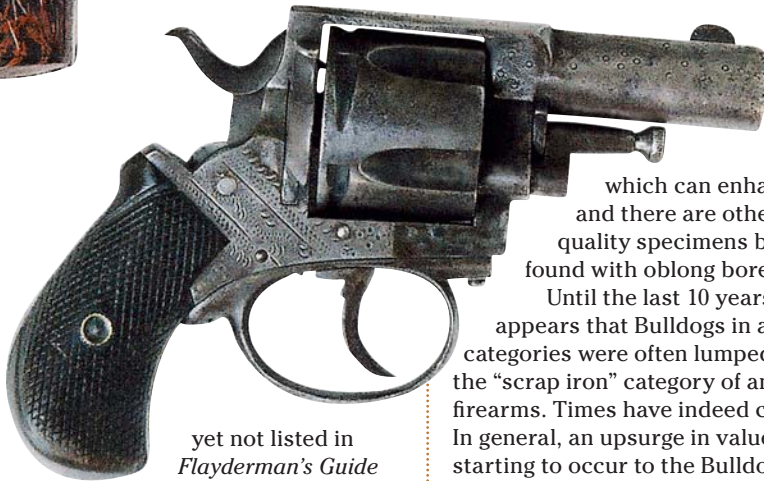 yet not listed in
Flayderman's Guide
which can enha
and there are othe
quality specimens b
found with oblong bore
Until the last 10 years
appears that Bulldogs in a
categories were often lumped
the “scrap iron” category of an
firearms. Times have indeed c
In general, an upsurge in value
starting to occur to the Bulldo